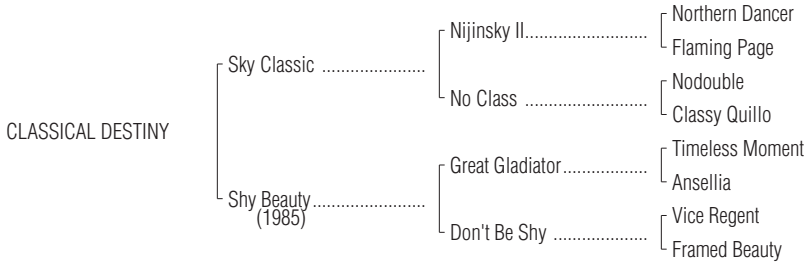 Northern Dancer
Nijinsky II..........................
Flaming Page
Sky Classic ......................
Nodouble
No Class ..........................
Classy Quillo
CLASSICAL DESTINY
Timeless Moment
Great Gladiator..................
Ansellia
Shy Beauty........................
(1985)
Vice Regent
Don't Be Shy ....................
Framed Beauty